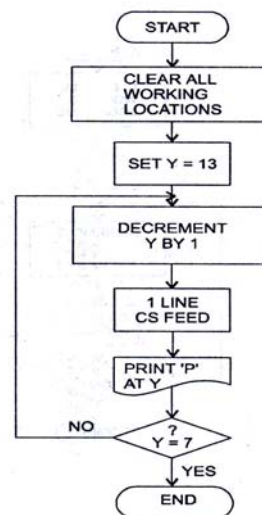 START
CLEAR ALL
WORKING
LOCATIONS
SET Y = 13
DECREMENT
Y BY 1
1 LINE
CS FEED
PRINT 'P'
AT Y
NO
?
Y = 7
YES
END